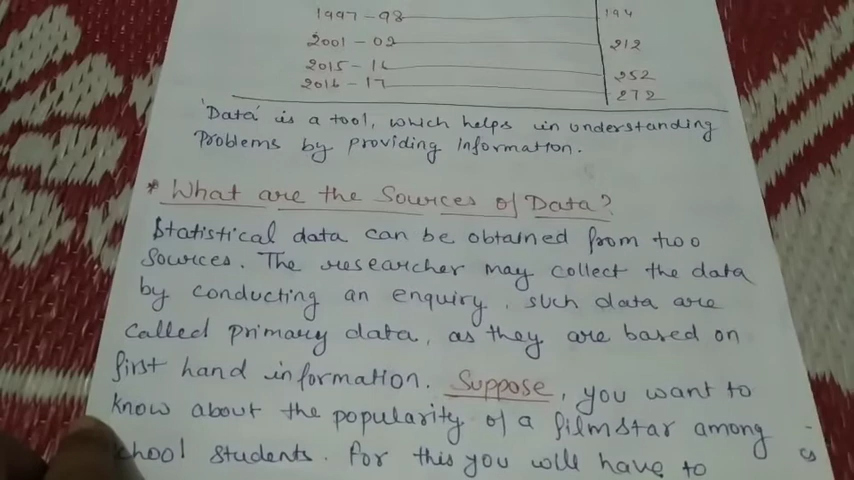 1997-98 194
2001-02 212
2015-16 252
2016-17 272
'Data' is a tool, which helps in understanding
Problems by providing Information.
* What are the Sources of Data?
Statistical data can be obtained from two
Sources. The researcher may collect the data
by conducting an enquiry. Such data are
Called primary data, as they are based on
first hand information. Suppose, you want to
know about the popularity of a filmstar among
chool students. For this you will have to